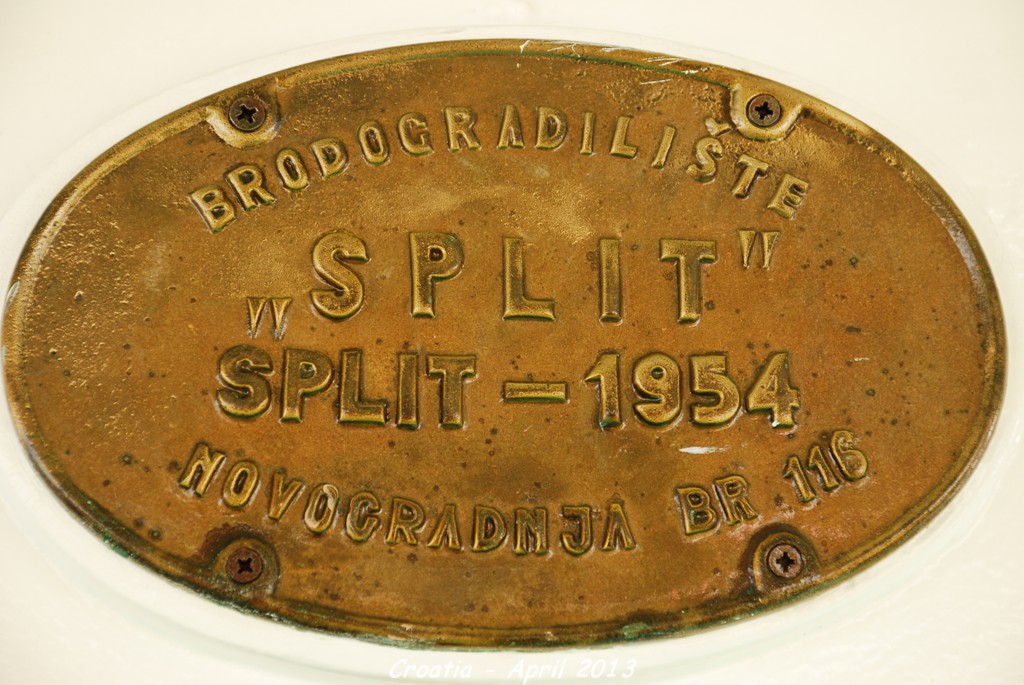 BRODOGRADILIŠTE
„SPLIT"
SPLIT – 1954
NOVOGRADNJA BR 116
Croatia - April 2013